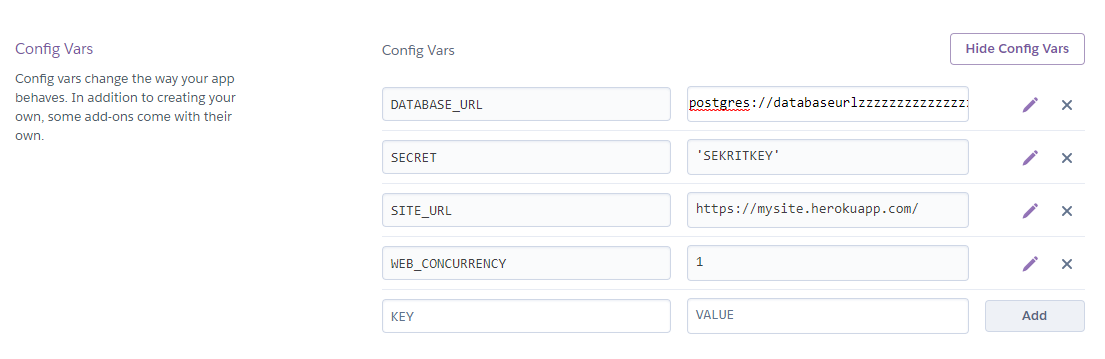 Config Vars
Config vars change the way your app
behaves. In addition to creating your
own, some add-ons come with their
own.
Config Vars
Hide Config Vars
DATABASE_URL postgres://databaseurlzzzzzzzzzzzzzzz
SECRET 'SEKRITKEY'
SITE_URL https://mysite.herokuapp.com/
WEB_CONCURRENCY 1
KEY VALUE Add